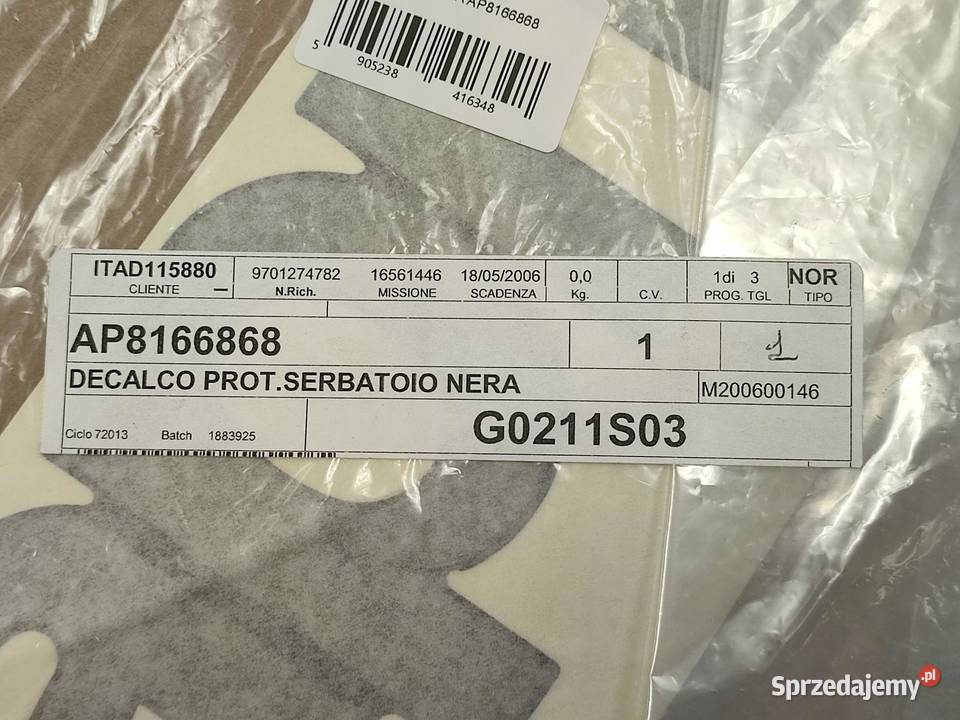 AP8166868
5 905238 416348
ITAD115880 9701274782 16561446 18/05/2006 0,0 1di 3 NOR
CLIENTE N.Rich. MISSIONE SCADENZA Kg. C.V. PROG. TGL TIPO
AP8166868 1 1
DECALCO PROT.SERBATOIO NERA M200600146
Ciclo 72013 Batch 1883925 G0211S03
Sprzedajemy.pl